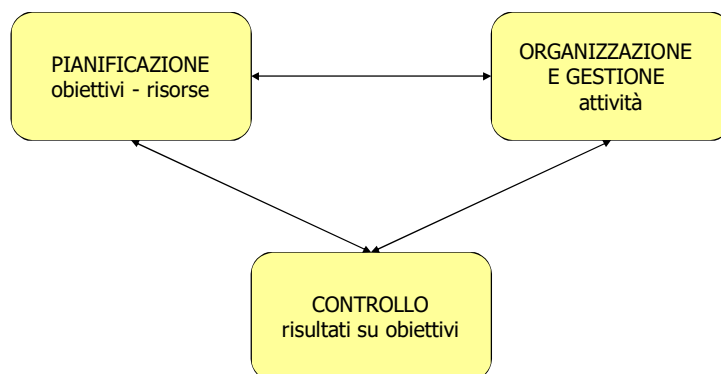 PIANIFICAZIONE
obiettivi - risorse
ORGANIZZAZIONE
E GESTIONE
attività
CONTROLLO
risultati su obiettivi